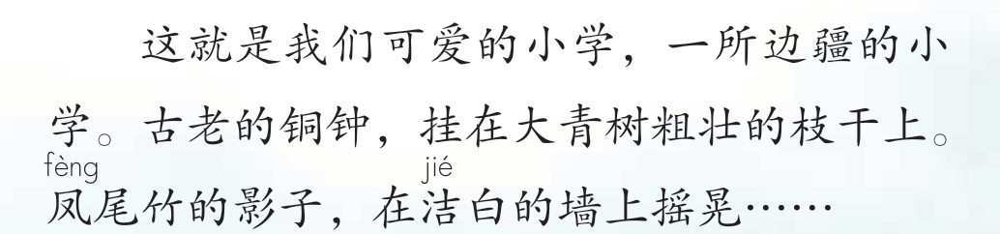 这就是我们可爱的小学，一所边疆的小
学。古老的铜钟，挂在大青树粗壮的枝干上。
fèng jié
凤尾竹的影子，在洁白的墙上摇晃……